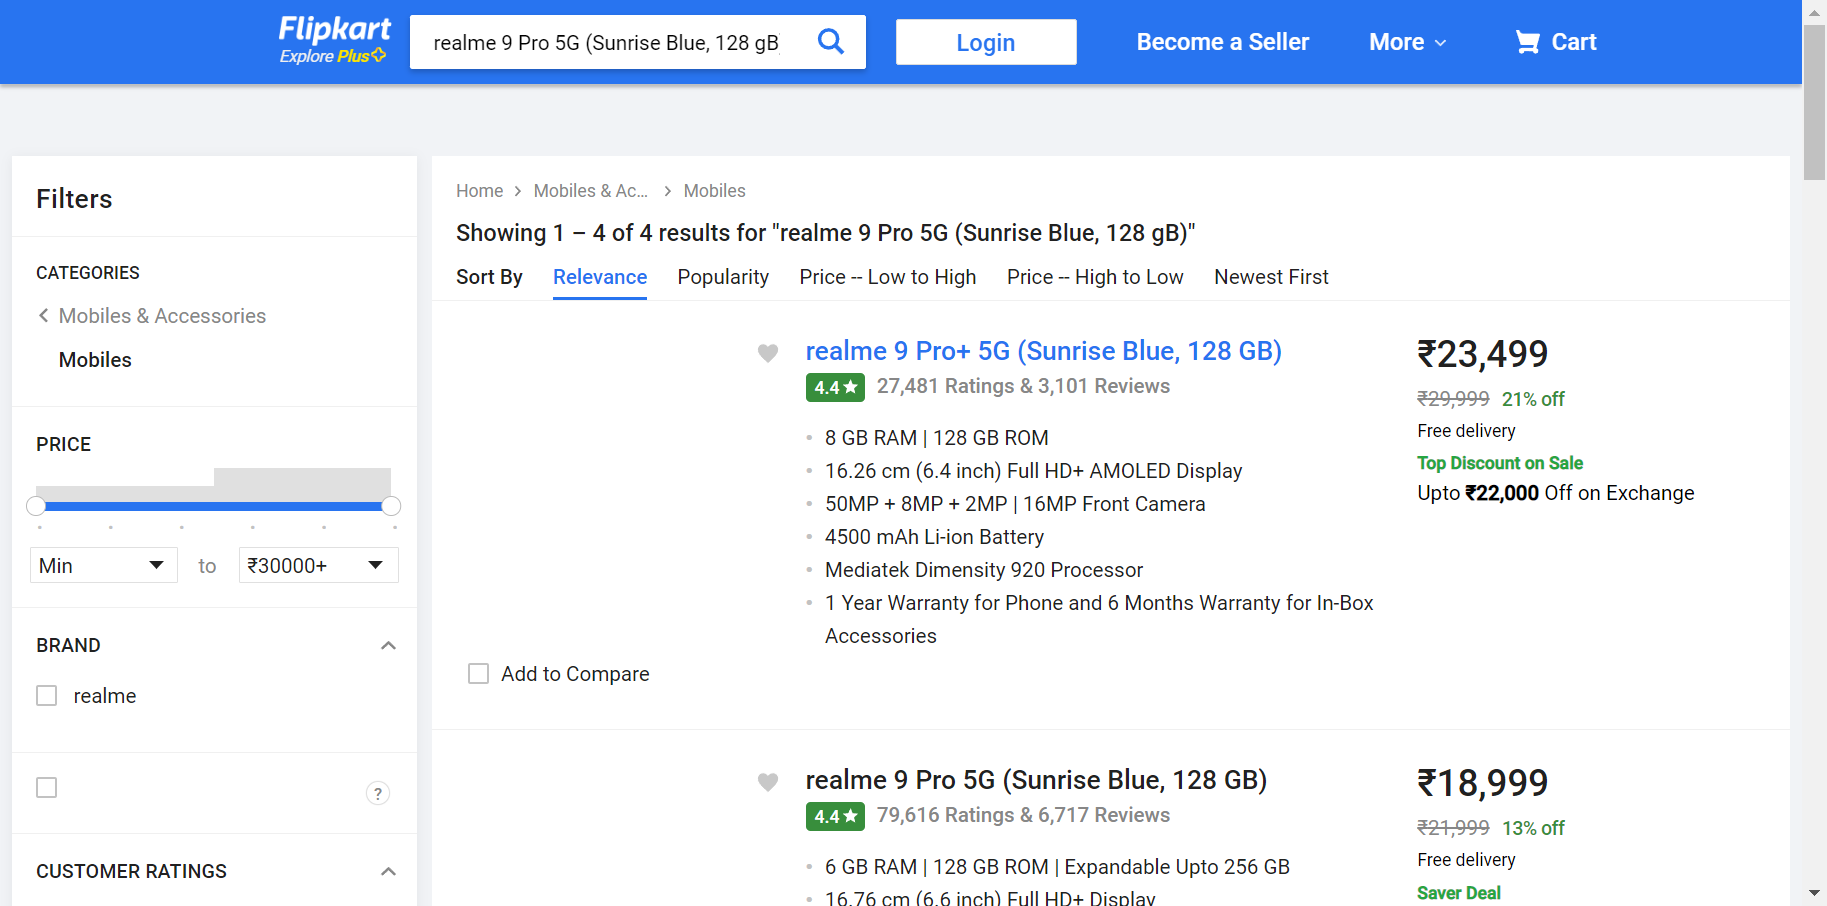 Flipkart
Explore Plus
realme 9 Pro 5G (Sunrise Blue, 128 gB
Login
Become a Seller
More
Cart
Filters
CATEGORIES
Mobiles & Accessories
Mobiles
PRICE
Min
to
₹30000+
BRAND
realme
?
CUSTOMER RATINGS
Home
Mobiles & Ac...
Mobiles
Showing 1 – 4 of 4 results for "realme 9 Pro 5G (Sunrise Blue, 128 gB)"
Sort By
Relevance
Popularity
Price -- Low to High
Price -- High to Low
Newest First
realme 9 Pro+ 5G (Sunrise Blue, 128 GB)
4.4★
27,481 Ratings & 3,101 Reviews
8 GB RAM | 128 GB ROM
16.26 cm (6.4 inch) Full HD+ AMOLED Display
50MP + 8MP + 2MP | 16MP Front Camera
4500 mAh Li-ion Battery
Mediatek Dimensity 920 Processor
1 Year Warranty for Phone and 6 Months Warranty for In-Box
Accessories
Add to Compare
₹23,499
₹29,999 21% off
Free delivery
Top Discount on Sale
Upto ₹22,000 Off on Exchange
realme 9 Pro 5G (Sunrise Blue, 128 GB)
4.4★
79,616 Ratings & 6,717 Reviews
6 GB RAM | 128 GB ROM | Expandable Upto 256 GB
16.76 cm (6.6 inch) Full HD+ Display
₹18,999
₹21,999 13% off
Free delivery
Saver Deal